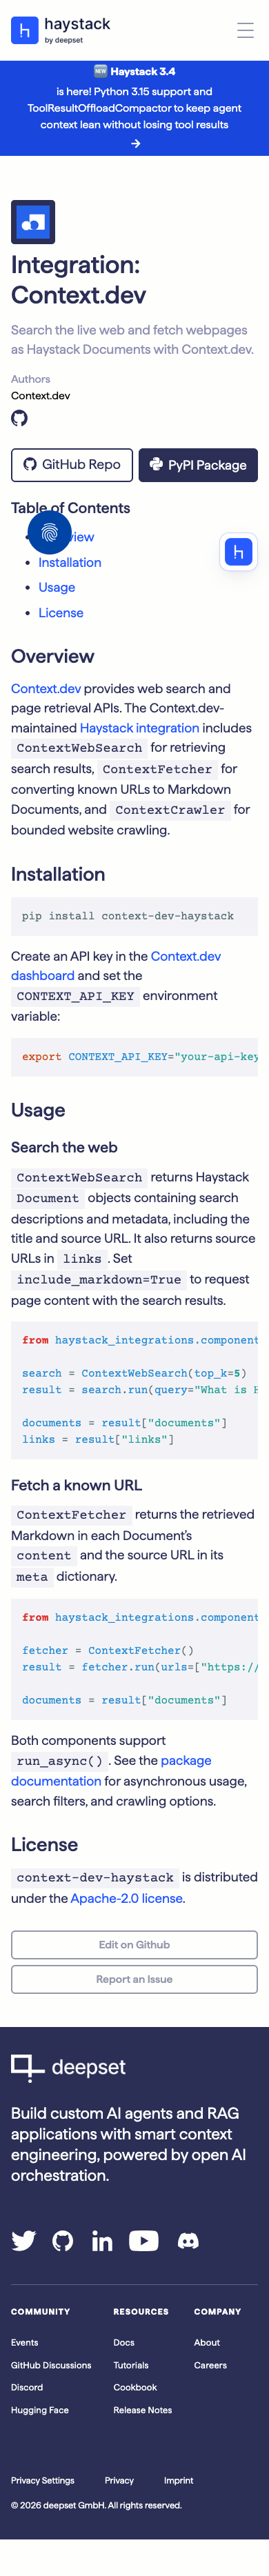 haystack
by deepset
🆕 Haystack 3.4
is here! Python 3.15 support and
ToolResultOffloadCompactor to keep agent
context lean without losing tool results
→
Integration:
Context.dev
Search the live web and fetch webpages
as Haystack Documents with Context.dev.
Authors
Context.dev
GitHub Repo
PyPI Package
Table of Contents
view
Installation
Usage
License
Overview
Context.dev provides web search and
page retrieval APIs. The Context.dev-
maintained Haystack integration includes
ContextWebSearch for retrieving
search results, ContextFetcher for
converting known URLs to Markdown
Documents, and ContextCrawler for
bounded website crawling.
Installation
pip install context-dev-haystack
Create an API key in the Context.dev
dashboard and set the
CONTEXT_API_KEY environment
variable:
export CONTEXT_API_KEY="your-api-key
Usage
Search the web
ContextWebSearch returns Haystack
Document objects containing search
descriptions and metadata, including the
title and source URL. It also returns source
URLs in links. Set
include_markdown=True to request
page content with the search results.
from haystack_integrations.component
search = ContextWebSearch(top_k=5)
result = search.run(query="What is H
documents = result["documents"]
links = result["links"]
Fetch a known URL
ContextFetcher returns the retrieved
Markdown in each Document's
content and the source URL in its
meta dictionary.
from haystack_integrations.component
fetcher = ContextFetcher()
result = fetcher.run(urls=["https://
documents = result["documents"]
Both components support
run_async(). See the package
documentation for asynchronous usage,
search filters, and crawling options.
License
context-dev-haystack is distributed
under the Apache-2.0 license.
Edit on Github
Report an Issue
deepset
Build custom AI agents and RAG
applications with smart context
engineering, powered by open AI
orchestration.
COMMUNITY
Events
GitHub Discussions
Discord
Hugging Face
RESOURCES
Docs
Tutorials
Cookbook
Release Notes
COMPANY
About
Careers
Privacy Settings
Privacy
Imprint
© 2026 deepset GmbH. All rights reserved.